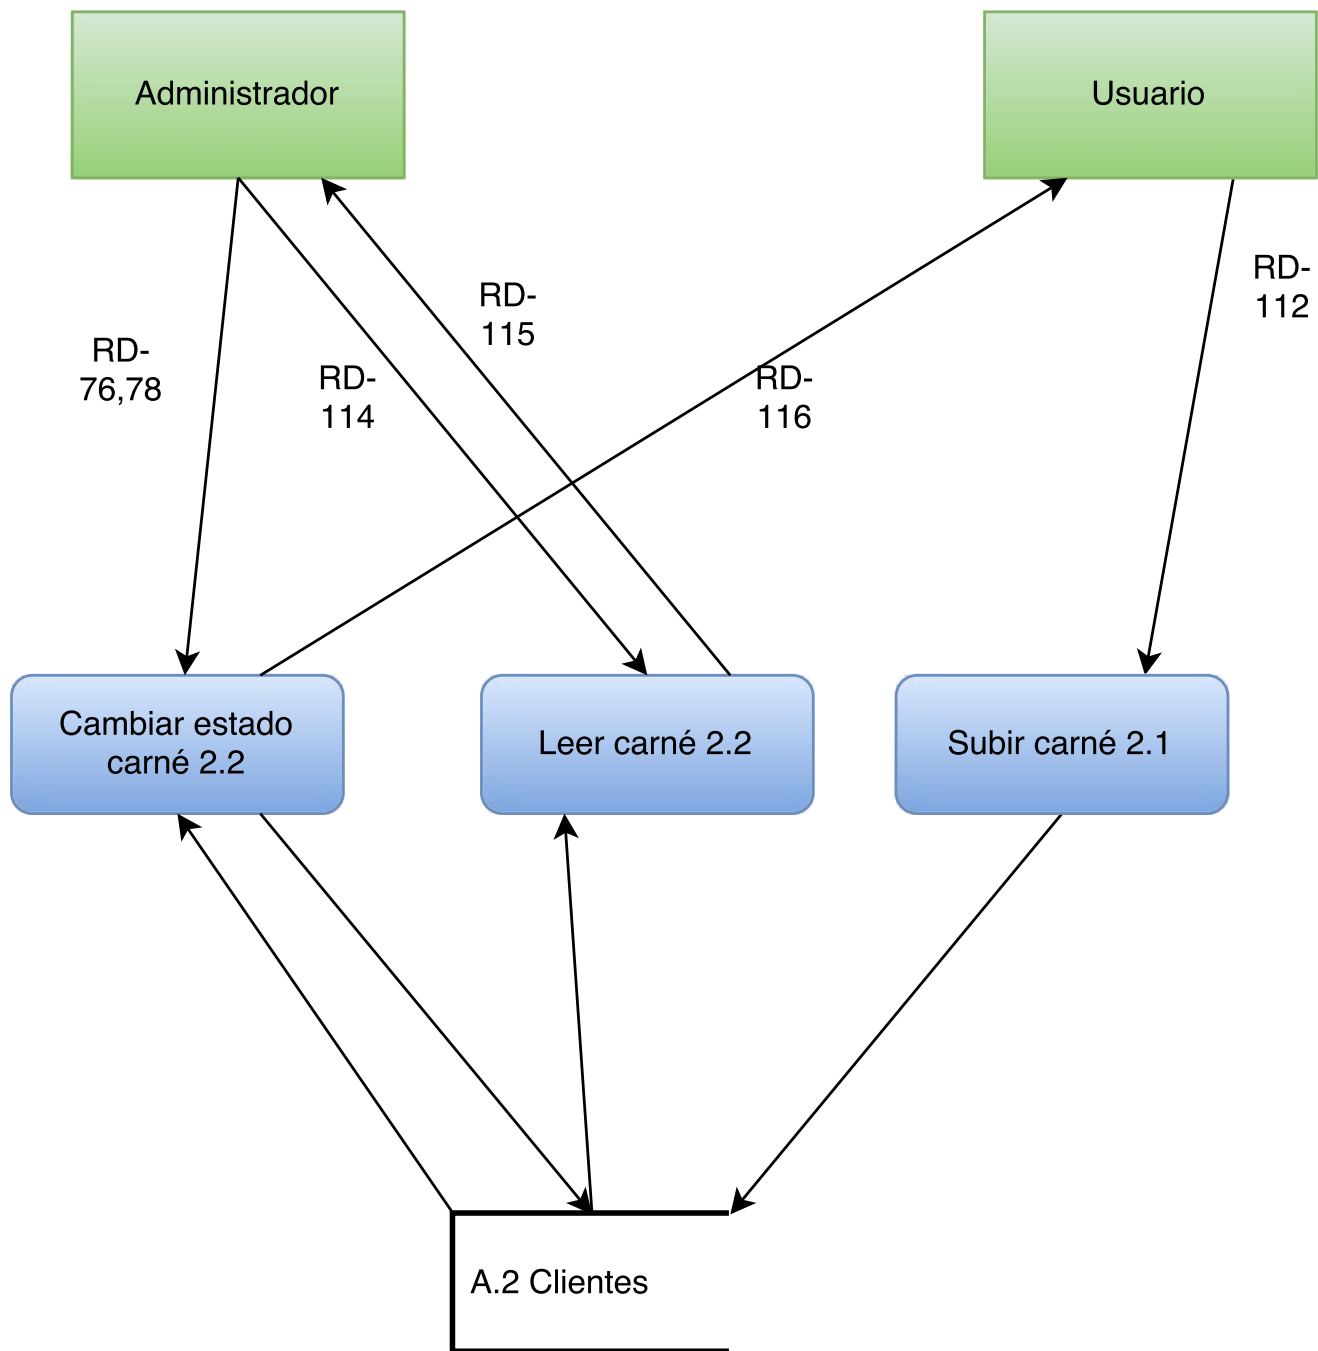 Administrador
Usuario
RD-
112
RD-
115
RD-
76,78
RD-
114
RD-
116
Cambiar estado
carné 2.2
Leer carné 2.2
Subir carné 2.1
A.2 Clientes